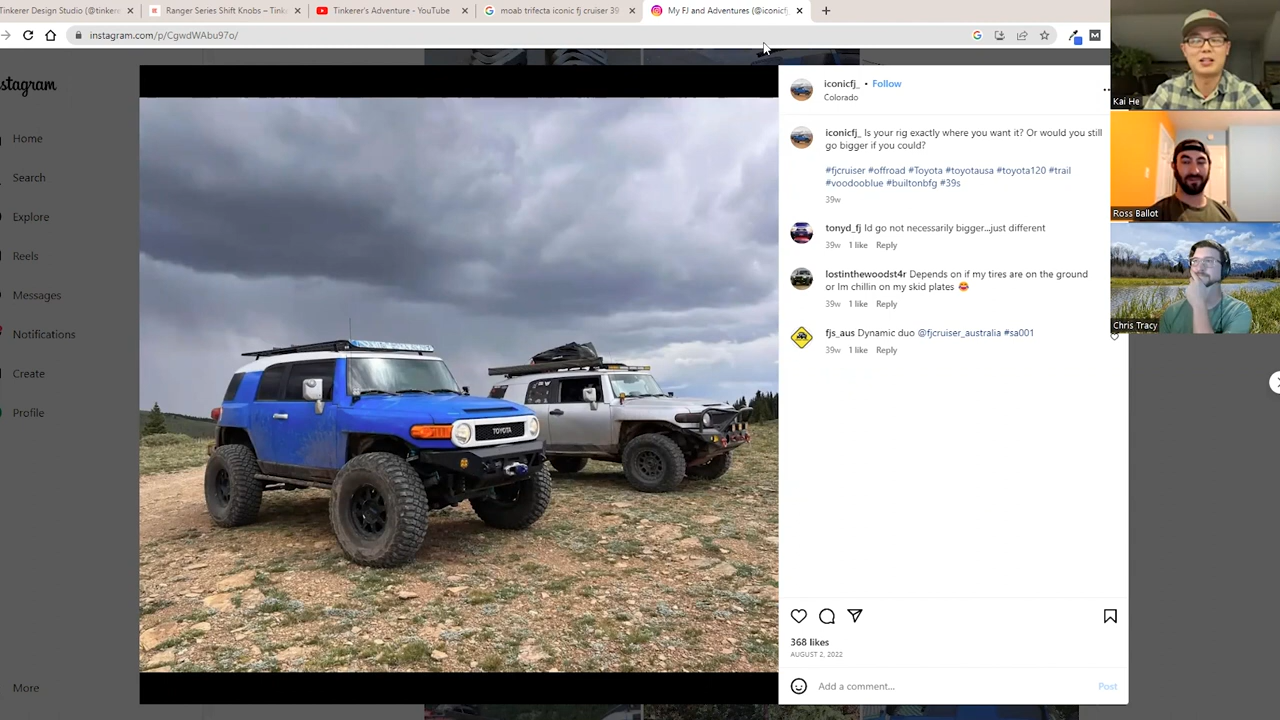 Tinkerer Design Studio (@tinker
Ranger Series Shift Knobs – Tink
Tinkerer's Adventure - YouTube
moab trifecta iconic fj cruiser 39
My FJ and Adventures (@iconicfj
instagram.com/p/CgwdWAbu97o/
stagram
Home
Search
Explore
Reels
Messages
Notifications
Create
Profile
More
TOYOTA
iconicfj_ • Follow
Colorado
iconicfj_ Is your rig exactly where you want it? Or would you still
go bigger if you could?
#fjcruiser #offroad #Toyota #toyotausa #toyota120 #trail
#voodooblue #builtonbfg #39s
39w
tonyd_fj Id go not necessarily bigger...just different
39w 1 like Reply
lostinthewoodst4r Depends on if my tires are on the ground
or Im chillin on my skid plates 😂
39w 1 like Reply
fjs_aus Dynamic duo @fjcruiser_australia #sa001
39w 1 like Reply
368 likes
AUGUST 2, 2022
Add a comment...
Post
Kai He
Ross Ballot
Chris Tracy